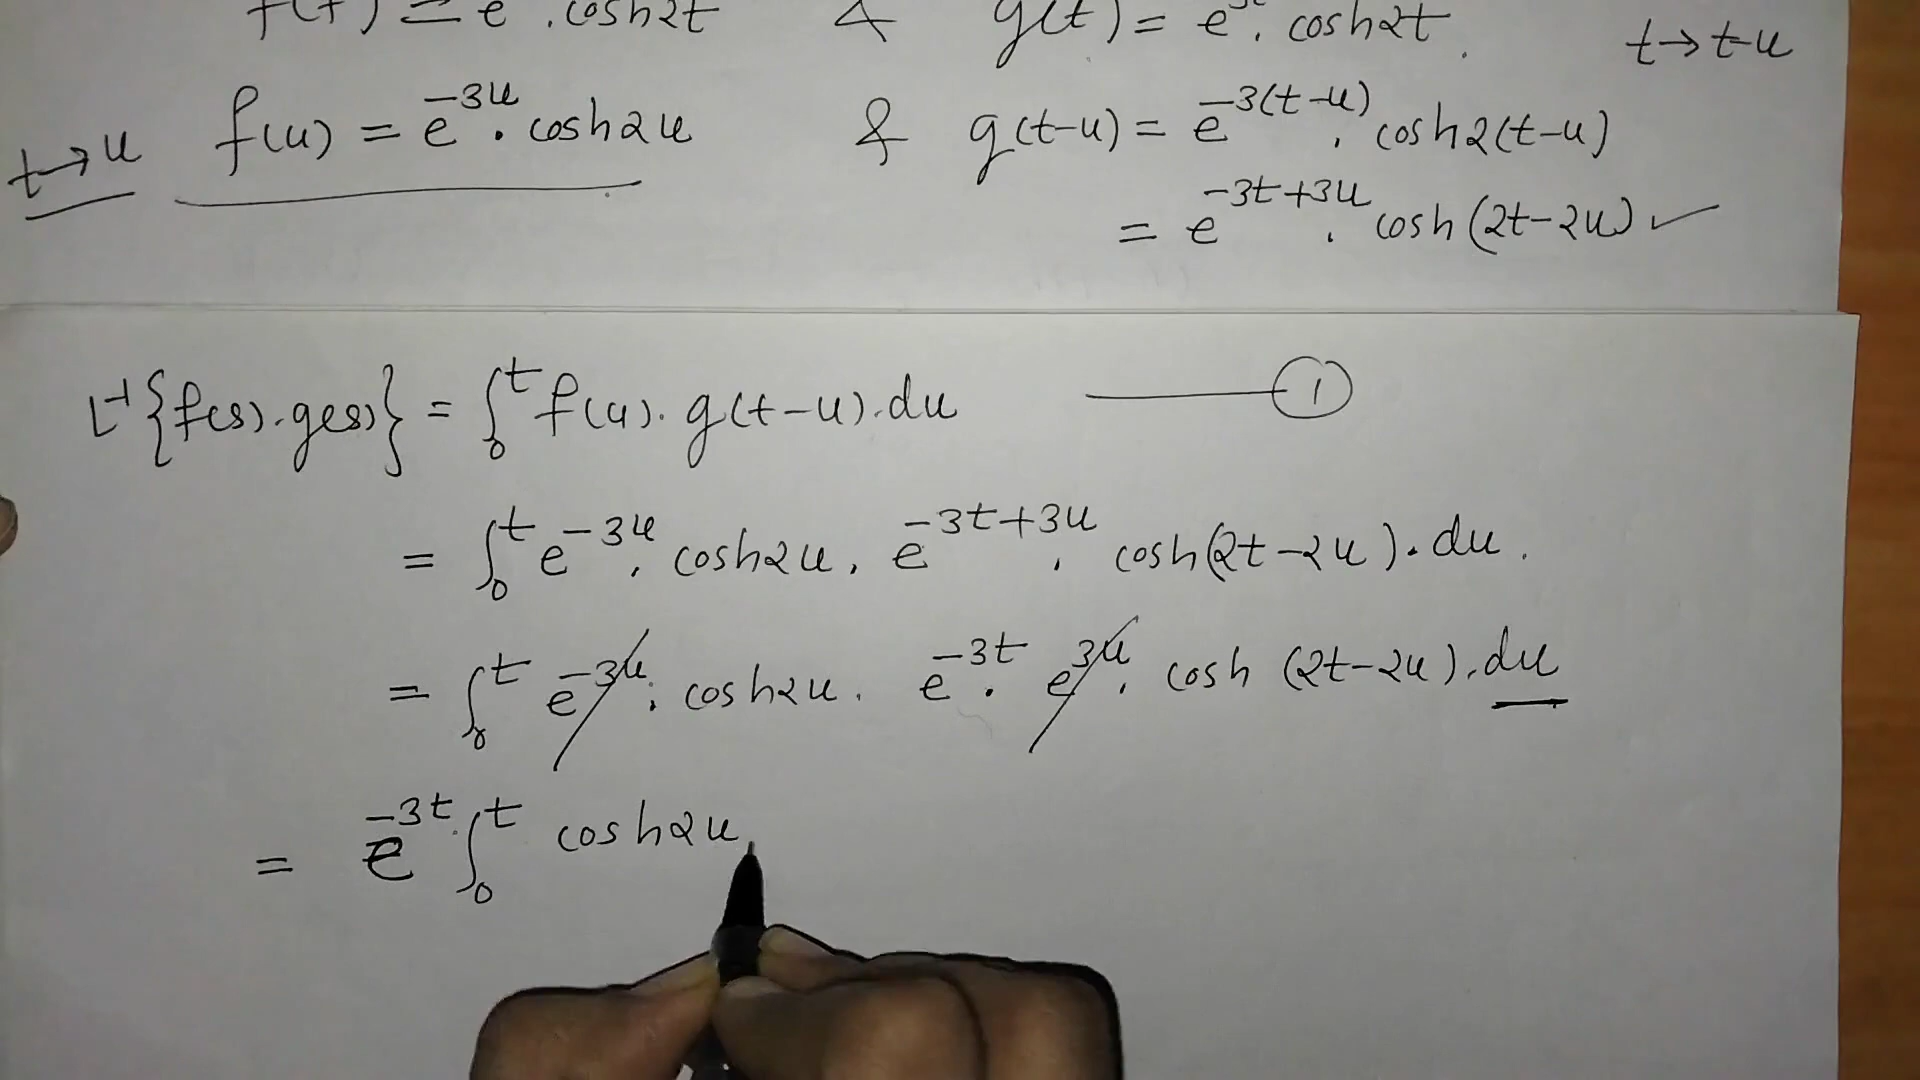 f(t) = e . cosh2t & g(t) = e . cosh2t . t→t-u
t→u f(u) = e^{-3u} . cosh2u & g(t-u) = e^{-3(t-u)} . cosh2(t-u)
= e^{-3t+3u} . cosh(2t-2u) ✓
L^{-1}{f(s).g(s)} = ∫_0^t f(u). g(t-u).du ——— ①
= ∫_0^t e^{-3u} . cosh2u . e^{-3t+3u} . cosh(2t-2u).du .
= ∫_0^t e^{-3u} . cosh2u . e^{-3t} . e^{3u} . cosh (2t-2u).du
= e^{-3t} . ∫_0^t cosh2u .